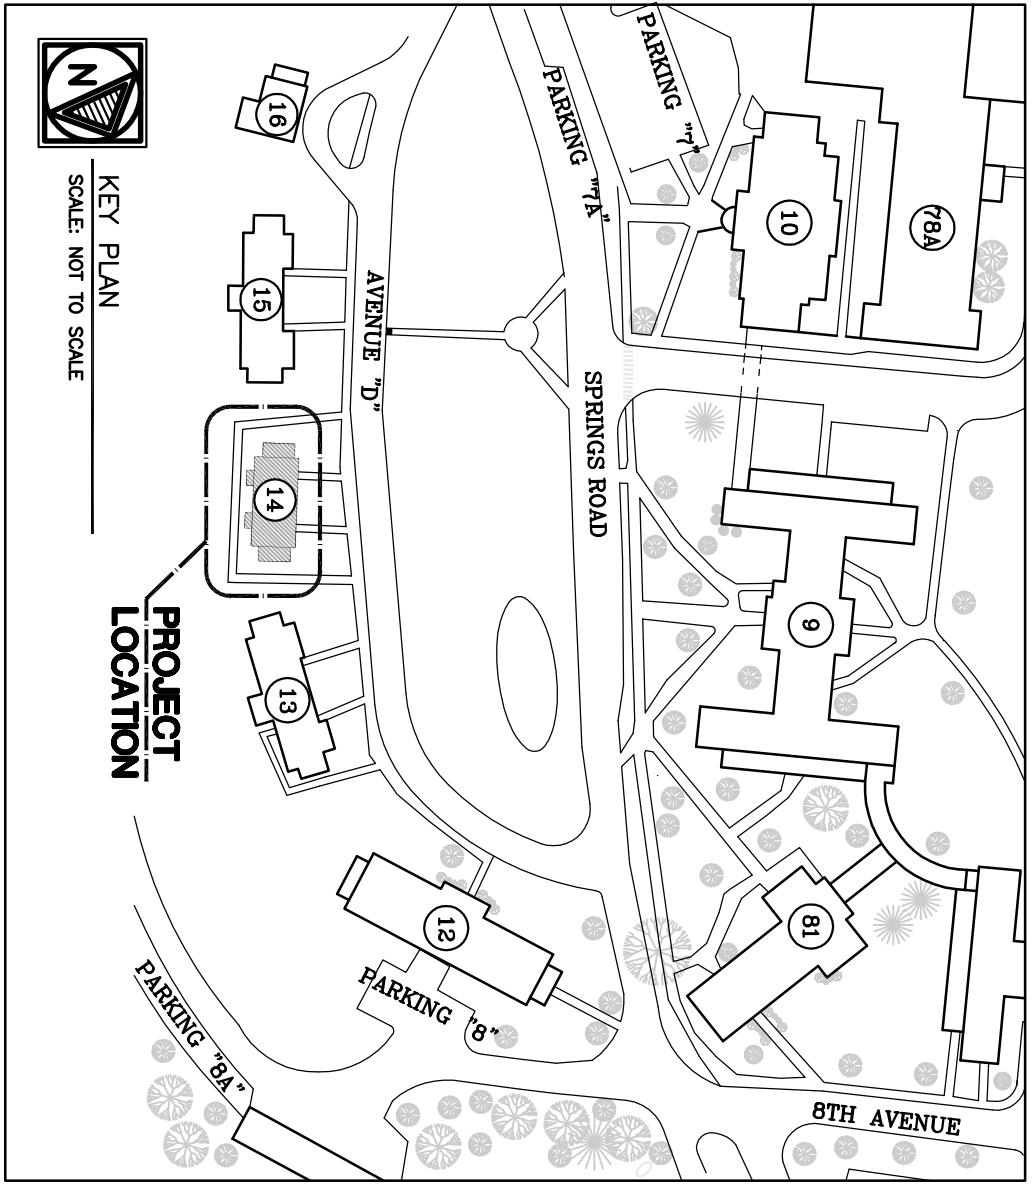 N
KEY PLAN
SCALE: NOT TO SCALE
PROJECT
LOCATION
16
15
14
13
12
10
78A
9
81
AVENUE "D"
SPRINGS ROAD
PARKING "7"
PARKING "7A"
PARKING "8"
PARKING "8A"
8TH AVENUE